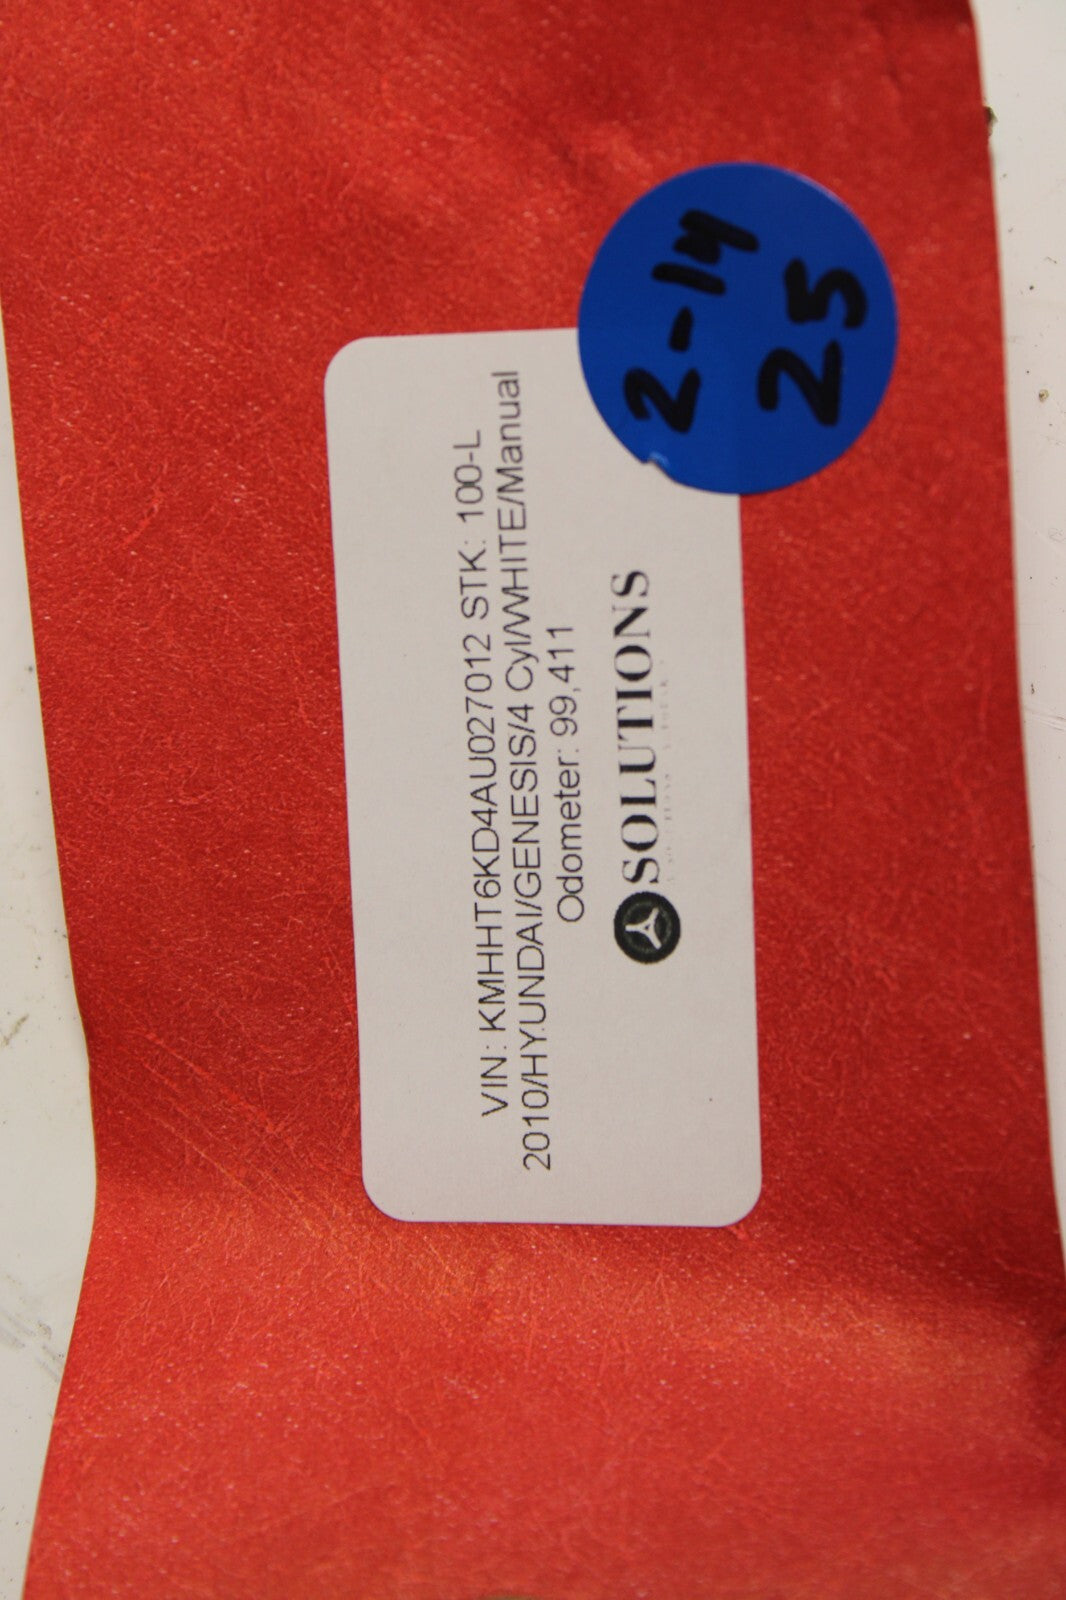 VIN: KMHHT6KD4AU027012 STK: 100-L
2010/HYUNDAI/GENESIS/4 Cyl/WHITE/Manual
Odometer: 99,411
SOLUTIONS
2-14
25